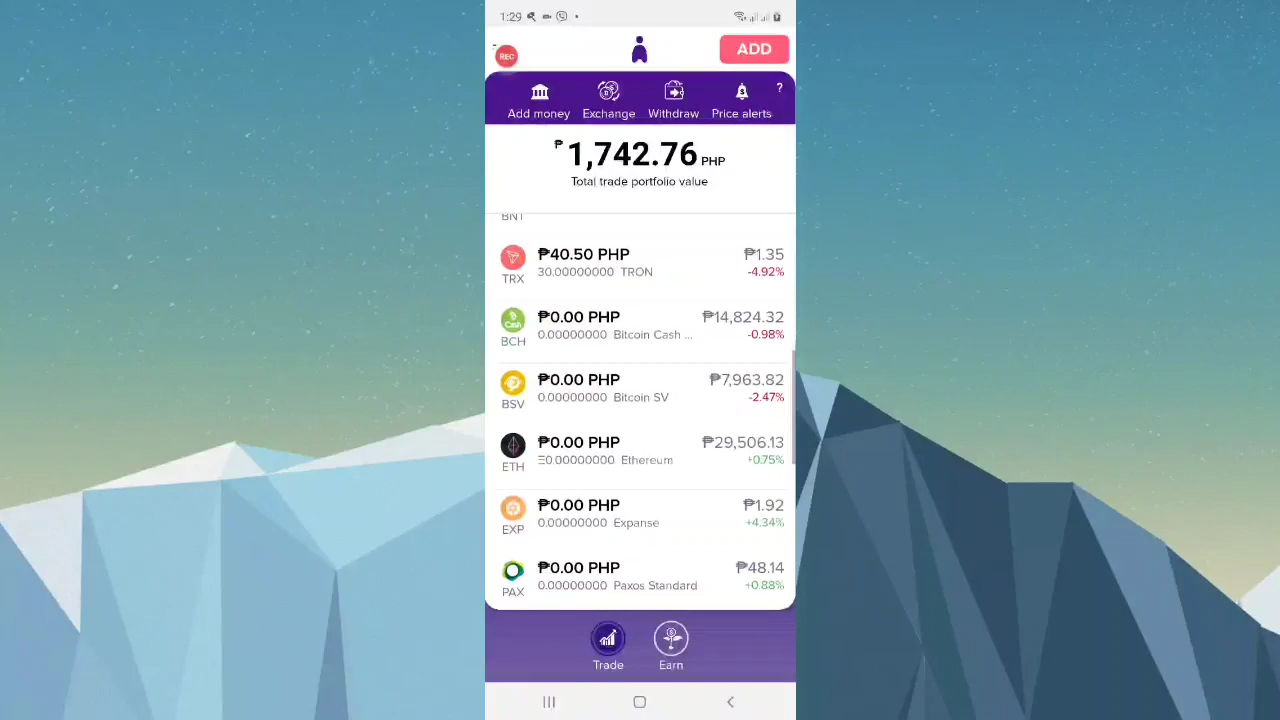 1:29
REC
ADD
Add money Exchange Withdraw Price alerts ?
₱ 1,742.76 PHP
Total trade portfolio value
BNT
₱40.50 PHP ₱1.35
30.00000000 TRON -4.92%
TRX
₱0.00 PHP ₱14,824.32
Cash 0.00000000 Bitcoin Cash ... -0.98%
BCH
₱0.00 PHP ₱7,963.82
0.00000000 Bitcoin SV -2.47%
BSV
₱0.00 PHP ₱29,506.13
Ξ0.00000000 Ethereum +0.75%
ETH
₱0.00 PHP ₱1.92
0.00000000 Expanse +4.34%
EXP
₱0.00 PHP ₱48.14
0.00000000 Paxos Standard +0.88%
PAX
Trade Earn